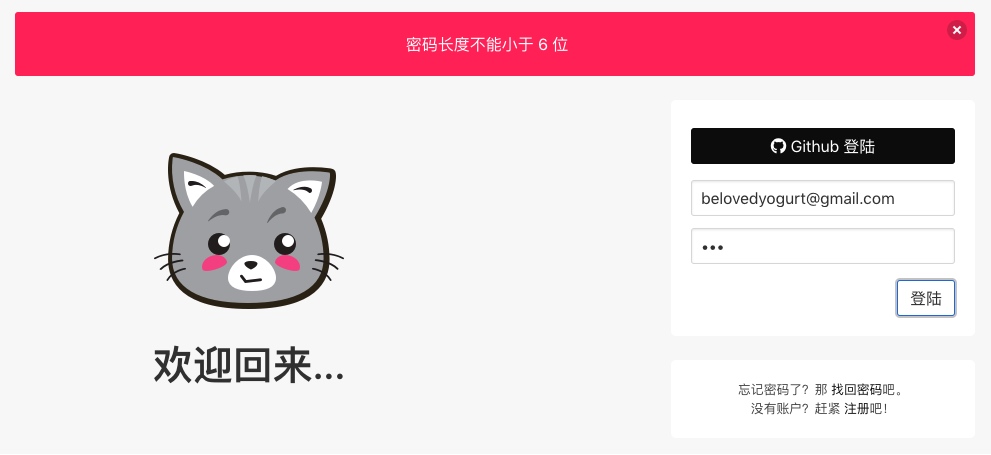 密码长度不能小于 6 位
Github 登陆
belovedyogurt@gmail.com
•••
登陆
欢迎回来...
忘记密码了？那 找回密码吧。
没有账户？赶紧 注册吧！